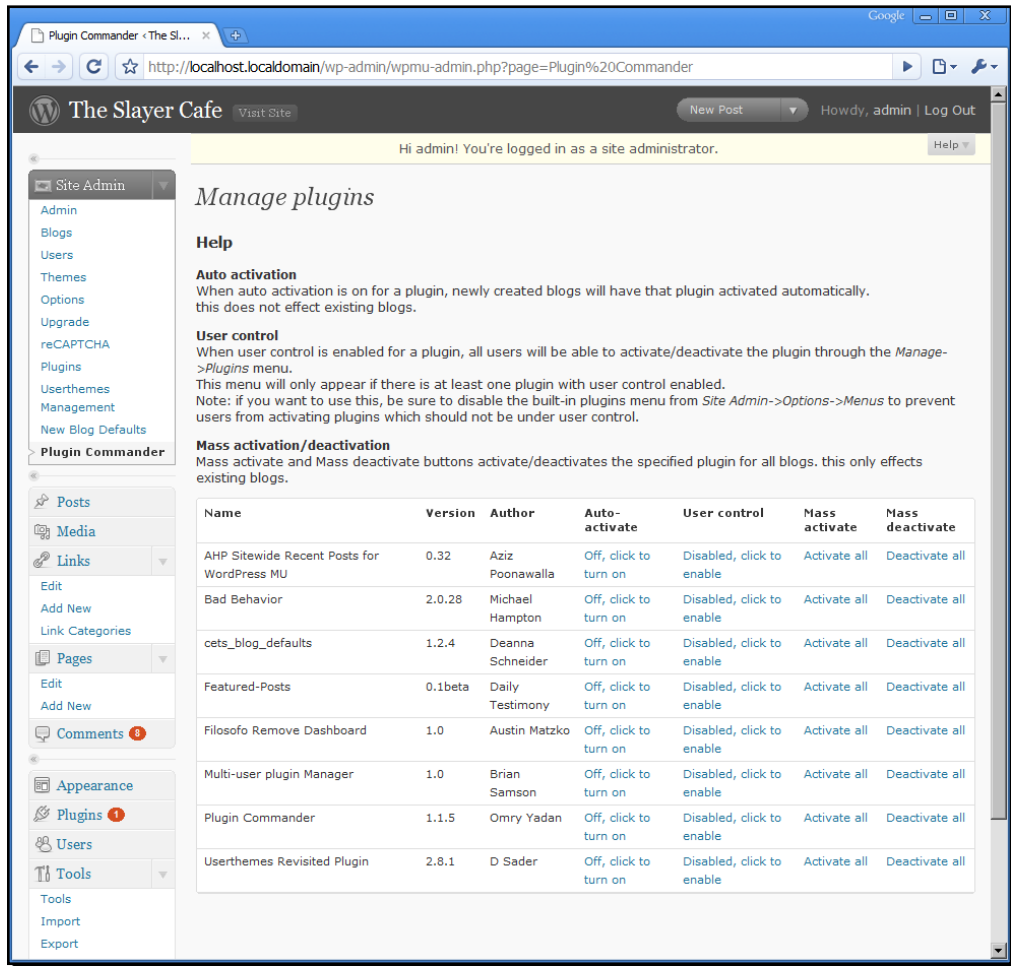 Google
Plugin Commander ‹ The Sl...
http://localhost.localdomain/wp-admin/wpmu-admin.php?page=Plugin%20Commander
The Slayer Cafe Visit Site New Post Howdy, admin | Log Out
Hi admin! You're logged in as a site administrator. Help
Site Admin
Admin
Blogs
Users
Themes
Options
Upgrade
reCAPTCHA
Plugins
Userthemes
Management
New Blog Defaults
Plugin Commander
Posts
Media
Links
Edit
Add New
Link Categories
Pages
Edit
Add New
Comments 8
Appearance
Plugins 1
Users
Tools
Tools
Import
Export
Manage plugins
Help
Auto activation
When auto activation is on for a plugin, newly created blogs will have that plugin activated automatically.
this does not effect existing blogs.
User control
When user control is enabled for a plugin, all users will be able to activate/deactivate the plugin through the Manage-
>Plugins menu.
This menu will only appear if there is at least one plugin with user control enabled.
Note: if you want to use this, be sure to disable the built-in plugins menu from Site Admin->Options->Menus to prevent
users from activating plugins which should not be under user control.
Mass activation/deactivation
Mass activate and Mass deactivate buttons activate/deactivates the specified plugin for all blogs. this only effects
existing blogs.
Name Version Author Auto- User control Mass Mass
activate activate deactivate
AHP Sitewide Recent Posts for 0.32 Aziz Off, click to Disabled, click to Activate all Deactivate all
WordPress MU Poonawalla turn on enable
Bad Behavior 2.0.28 Michael Off, click to Disabled, click to Activate all Deactivate all
Hampton turn on enable
cets_blog_defaults 1.2.4 Deanna Off, click to Disabled, click to Activate all Deactivate all
Schneider turn on enable
Featured-Posts 0.1beta Daily Off, click to Disabled, click to Activate all Deactivate all
Testimony turn on enable
Filosofo Remove Dashboard 1.0 Austin Matzko Off, click to Disabled, click to Activate all Deactivate all
turn on enable
Multi-user plugin Manager 1.0 Brian Off, click to Disabled, click to Activate all Deactivate all
Samson turn on enable
Plugin Commander 1.1.5 Omry Yadan Off, click to Disabled, click to Activate all Deactivate all
turn on enable
Userthemes Revisited Plugin 2.8.1 D Sader Off, click to Disabled, click to Activate all Deactivate all
turn on enable